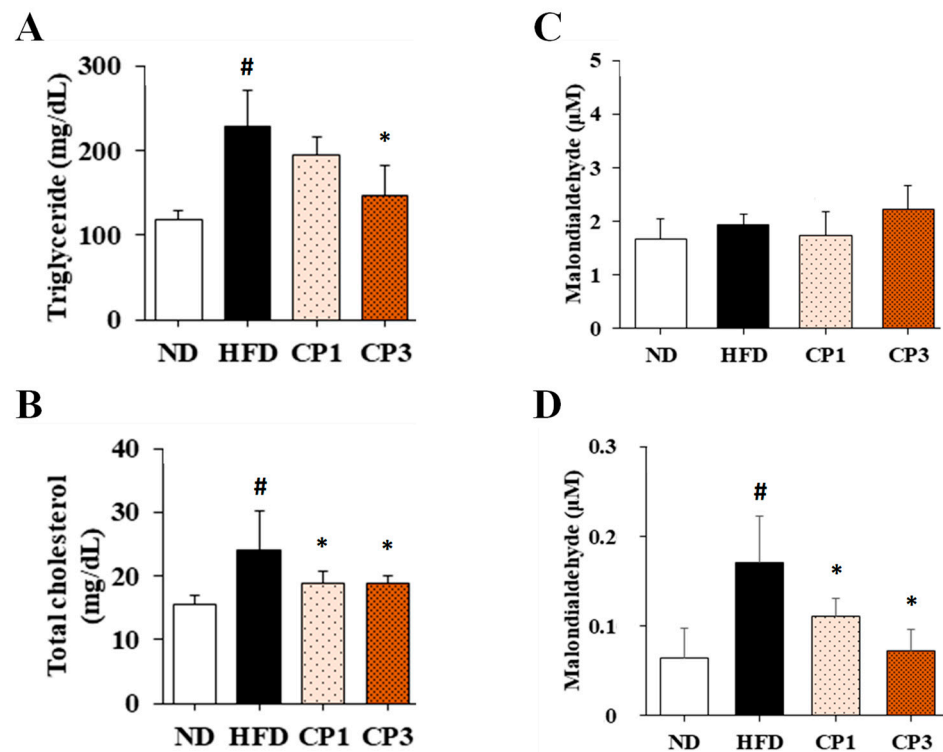 A
Triglyceride (mg/dL)
300
200
100
0
#
*
ND HFD CP1 CP3
B
Total cholesterol
(mg/dL)
40
30
20
10
0
#
*
*
ND HFD CP1 CP3
C
Malondialdehyde (µM)
5
4
3
2
1
0
ND HFD CP1 CP3
D
Malondialdehyde (µM)
0.3
0.2
0.1
0
#
*
*
ND HFD CP1 CP3